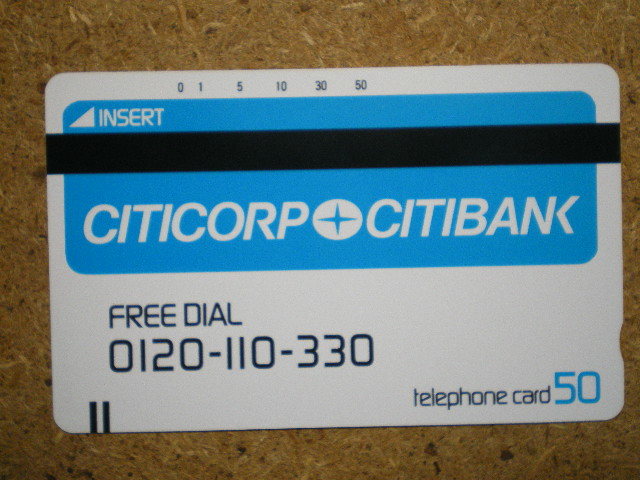 0 1 5 10 30 50
INSERT
CITICORP CITIBANK
FREE DIAL
0120-110-330
telephone card 50